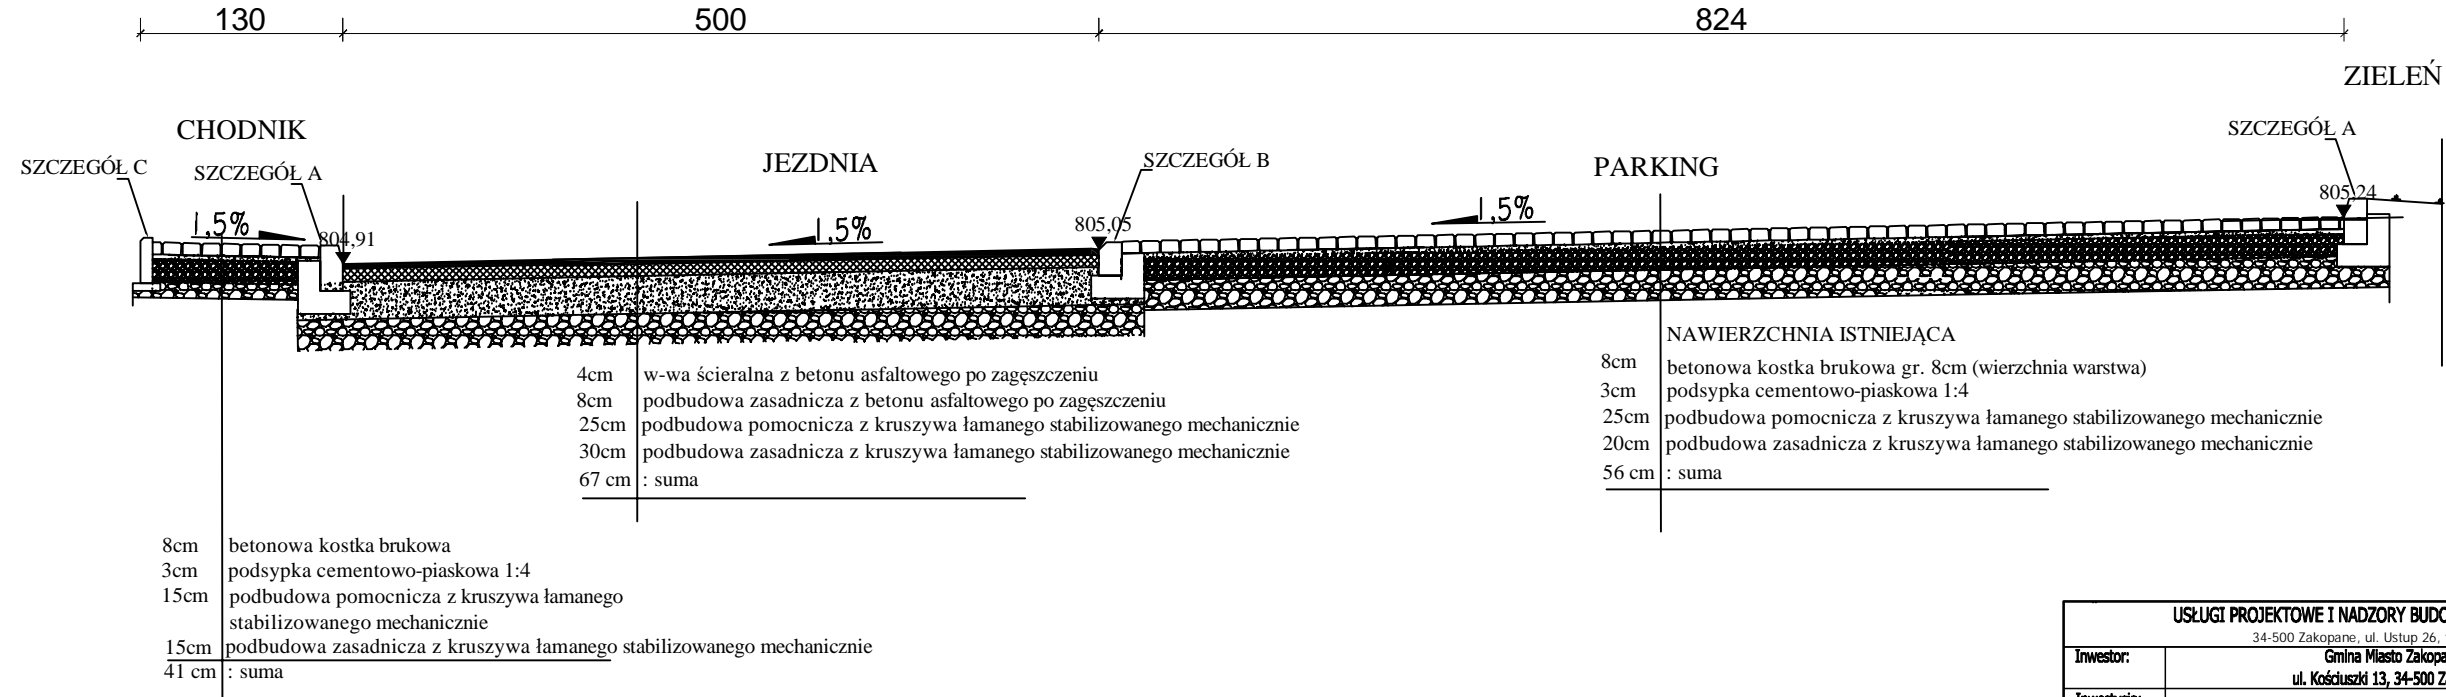 130
500
824
ZIELEŃ
CHODNIK
SZCZEGÓŁ A
JEZDNIA
SZCZEGÓŁ B
PARKING
SZCZEGÓŁ C
SZCZEGÓŁ A
805,24
1,5%
804,91
1,5%
805,05
1,5%
NAWIERZCHNIA ISTNIEJĄCA
8cm betonowa kostka brukowa gr. 8cm (wierzchnia warstwa)
3cm podsypka cementowo-piaskowa 1:4
25cm podbudowa pomocnicza z kruszywa łamanego stabilizowanego mechanicznie
20cm podbudowa zasadnicza z kruszywa łamanego stabilizowanego mechanicznie
56 cm : suma
4cm w-wa ścieralna z betonu asfaltowego po zagęszczeniu
8cm podbudowa zasadnicza z betonu asfaltowego po zagęszczeniu
25cm podbudowa pomocnicza z kruszywa łamanego stabilizowanego mechanicznie
30cm podbudowa zasadnicza z kruszywa łamanego stabilizowanego mechanicznie
67 cm : suma
8cm betonowa kostka brukowa
3cm podsypka cementowo-piaskowa 1:4
15cm podbudowa pomocnicza z kruszywa łamanego
stabilizowanego mechanicznie
15cm podbudowa zasadnicza z kruszywa łamanego stabilizowanego mechanicznie
41 cm : suma
USŁUGI PROJEKTOWE I NADZORY
34-500 Zakopane, ul. Ustup 26,
Inwestor: Gmina Miasto
ul. Kościuszki 13, 34-500